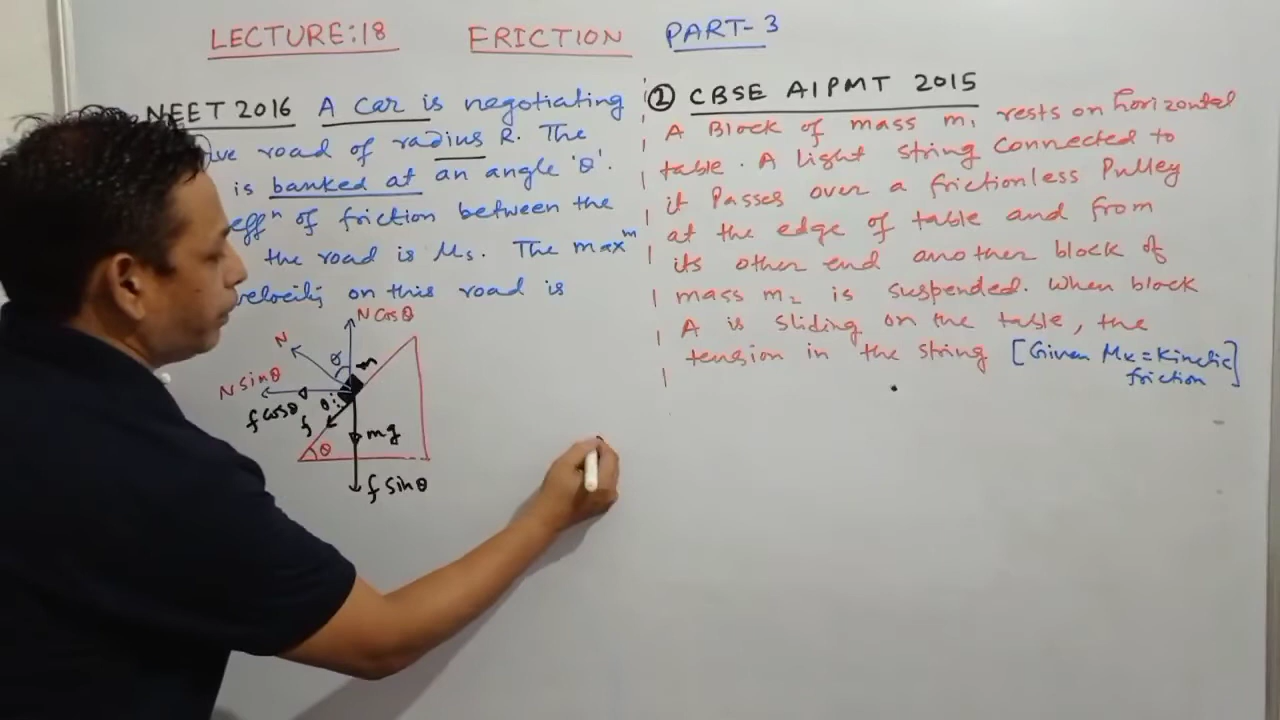 LECTURE:18 FRICTION PART-3
NEET 2016 A Car is negotiating
ve road of radius R. The
is banked at an angle 'θ'.
effⁿ of friction between the
the road is μs. The maxᵐ
velocity on this road is
N Cosθ
N
θ
m
N sinθ
f cosθ
θ
f
mg
θ
f sinθ
② CBSE AIPMT 2015
A Block of mass m₁ rests on horizontal
table. A light string connected to
it Passes over a frictionless Pulley
at the edge of table and from
its other end another block of
mass m₂ is suspended. When block
A is sliding on the table, the
tension in the string [Given μk = kinetic
friction]